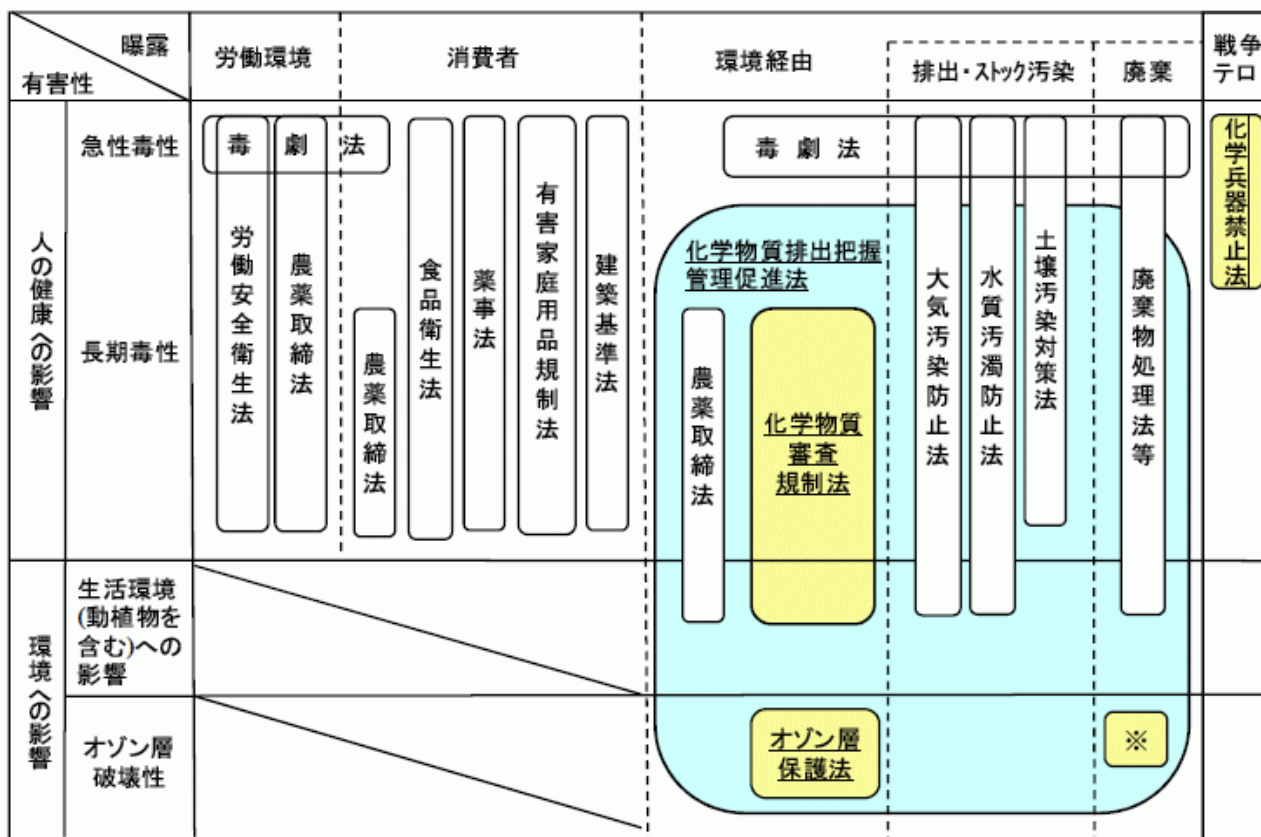 曝露
有害性
労働環境
消費者
環境経由
排出・ストック汚染
廃棄
戦争
テロ
人の健康への影響
急性毒性
長期毒性
毒劇法
労働安全衛生法
農薬取締法
農薬取締法
食品衛生法
薬事法
有害家庭用品規制法
建築基準法
毒劇法
化学物質排出把握
管理促進法
農薬取締法
化学物質
審査
規制法
大気汚染防止法
水質汚濁防止法
土壌汚染対策法
廃棄物処理法等
化学兵器禁止法
環境への影響
生活環境
(動植物を
含む)への
影響
オゾン層
破壊性
オゾン層
保護法
※